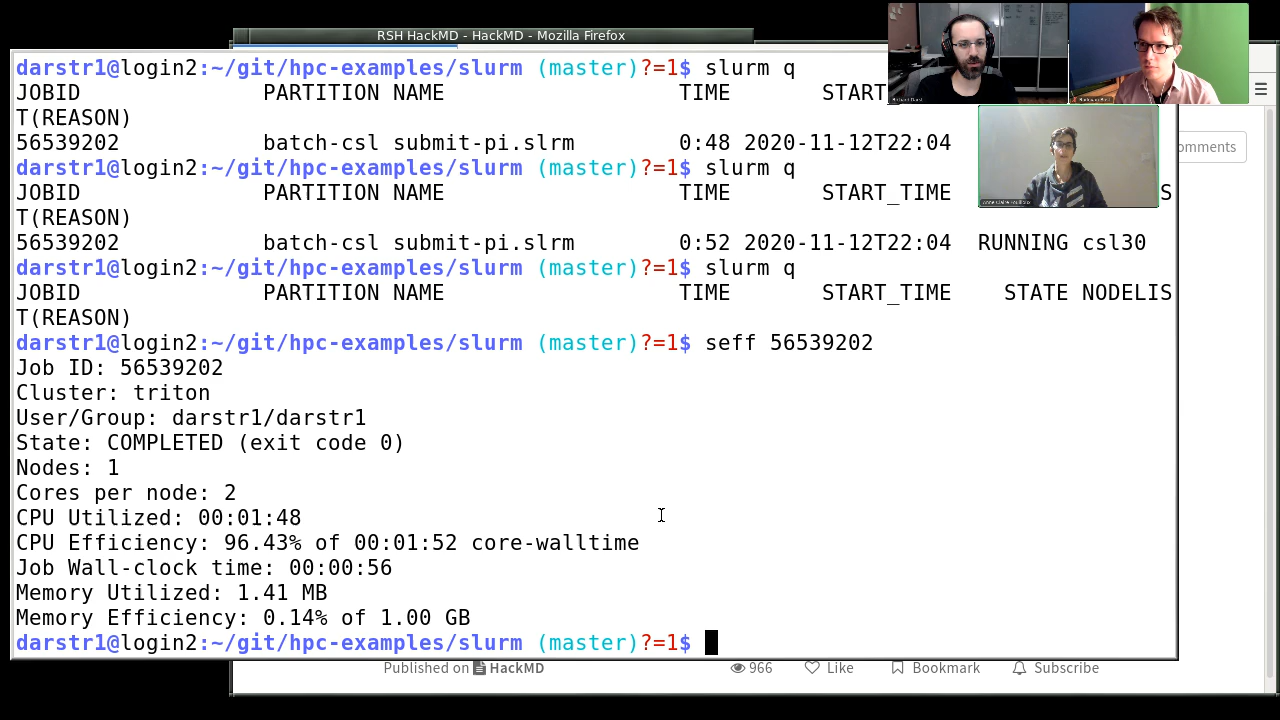 RSH HackMD - HackMD - Mozilla Firefox
darstr1@login2:~/git/hpc-examples/slurm (master)?=1$ slurm q
JOBID PARTITION NAME TIME START_
T(REASON)
56539202 batch-csl submit-pi.slrm 0:48 2020-11-12T22:04
darstr1@login2:~/git/hpc-examples/slurm (master)?=1$ slurm q
JOBID PARTITION NAME TIME START_TIME S
T(REASON)
56539202 batch-csl submit-pi.slrm 0:52 2020-11-12T22:04 RUNNING csl30
darstr1@login2:~/git/hpc-examples/slurm (master)?=1$ slurm q
JOBID PARTITION NAME TIME START_TIME STATE NODELIS
T(REASON)
darstr1@login2:~/git/hpc-examples/slurm (master)?=1$ seff 56539202
Job ID: 56539202
Cluster: triton
User/Group: darstr1/darstr1
State: COMPLETED (exit code 0)
Nodes: 1
Cores per node: 2
CPU Utilized: 00:01:48
CPU Efficiency: 96.43% of 00:01:52 core-walltime
Job Wall-clock time: 00:00:56
Memory Utilized: 1.41 MB
Memory Efficiency: 0.14% of 1.00 GB
darstr1@login2:~/git/hpc-examples/slurm (master)?=1$
omments
Published on HackMD 966 Like Bookmark Subscribe